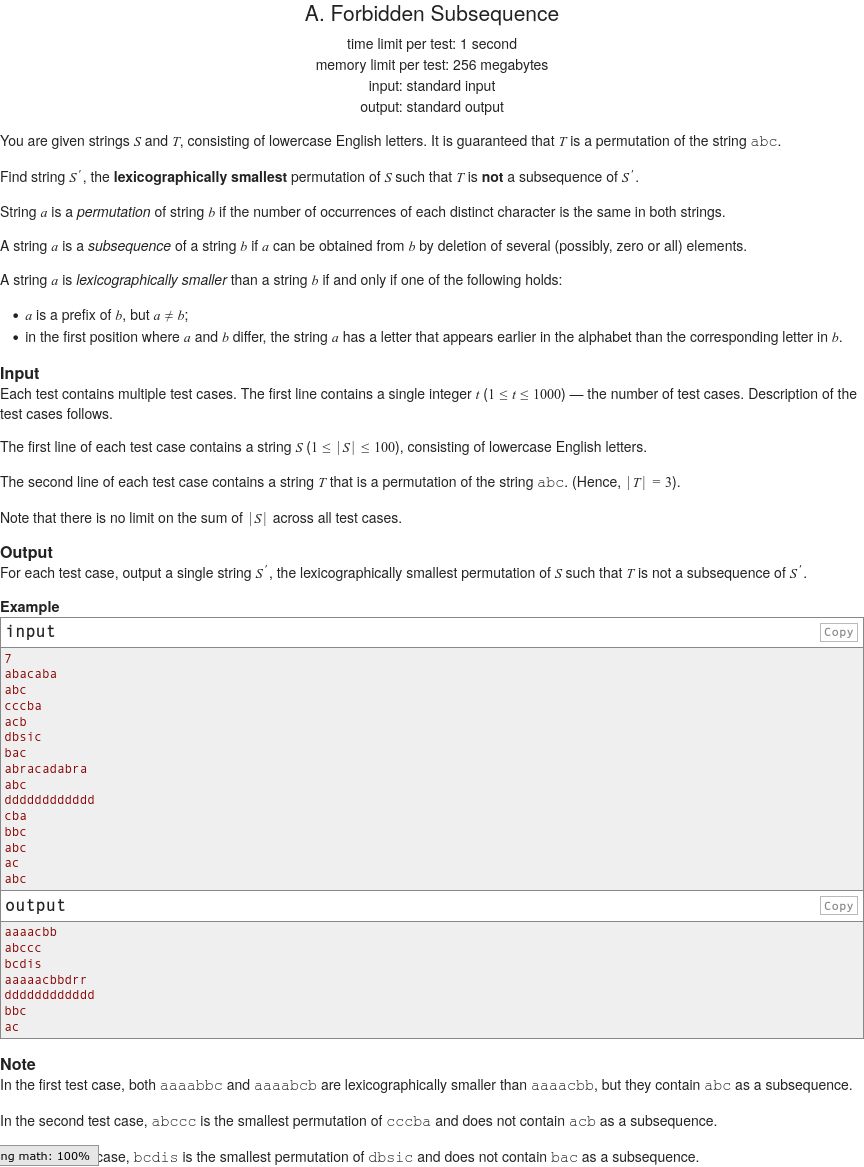 A. Forbidden Subsequence
time limit per test: 1 second
memory limit per test: 256 megabytes
input: standard input
output: standard output
You are given strings S and T, consisting of lowercase English letters. It is guaranteed that T is a permutation of the string abc.
Find string S′, the lexicographically smallest permutation of S such that T is not a subsequence of S′.
String a is a permutation of string b if the number of occurrences of each distinct character is the same in both strings.
A string a is a subsequence of a string b if a can be obtained from b by deletion of several (possibly, zero or all) elements.
A string a is lexicographically smaller than a string b if and only if one of the following holds:
• a is a prefix of b, but a ≠ b;
• in the first position where a and b differ, the string a has a letter that appears earlier in the alphabet than the corresponding letter in b.
Input
Each test contains multiple test cases. The first line contains a single integer t (1 ≤ t ≤ 1000) — the number of test cases. Description of the
test cases follows.
The first line of each test case contains a string S (1 ≤ |S| ≤ 100), consisting of lowercase English letters.
The second line of each test case contains a string T that is a permutation of the string abc. (Hence, |T| = 3).
Note that there is no limit on the sum of |S| across all test cases.
Output
For each test case, output a single string S′, the lexicographically smallest permutation of S such that T is not a subsequence of S′.
Example
input Copy
7
abacaba
abc
cccba
acb
dbsic
bac
abracadabra
abc
dddddddddddd
cba
bbc
abc
ac
abc
output Copy
aaaacbb
abccc
bcdis
aaaaacbbdrr
dddddddddddd
bbc
ac
Note
In the first test case, both aaaabbc and aaaabcb are lexicographically smaller than aaaacbb, but they contain abc as a subsequence.
In the second test case, abccc is the smallest permutation of cccba and does not contain acb as a subsequence.
ng math: 100% case, bcdis is the smallest permutation of dbsic and does not contain bac as a subsequence.